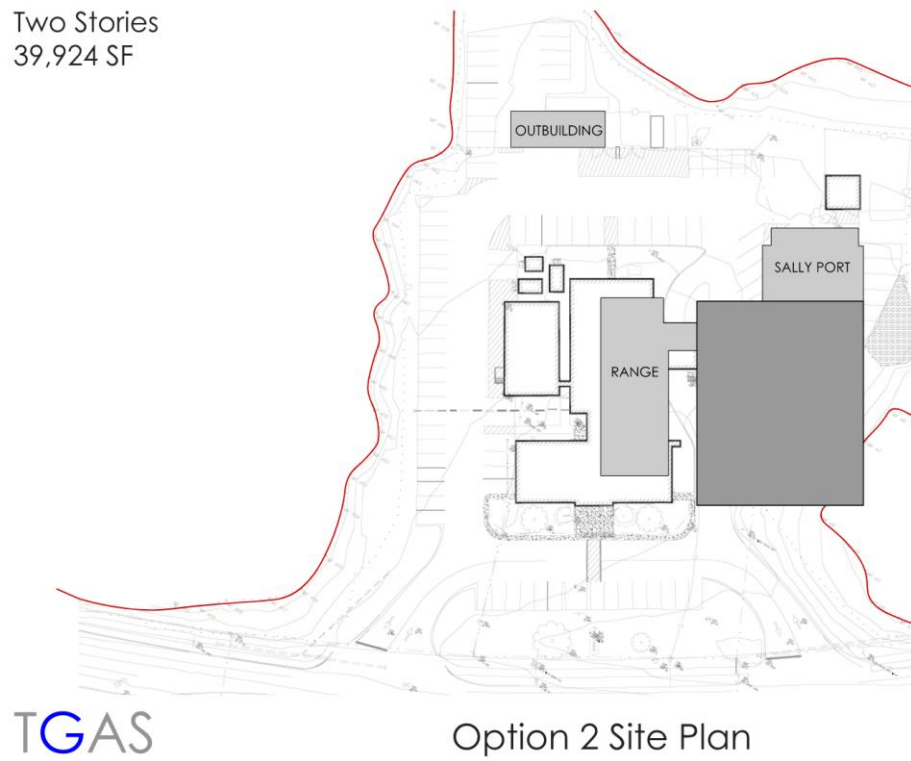 Two Stories
39,924 SF
OUTBUILDING
SALLY PORT
RANGE
TGAS
Option 2 Site Plan